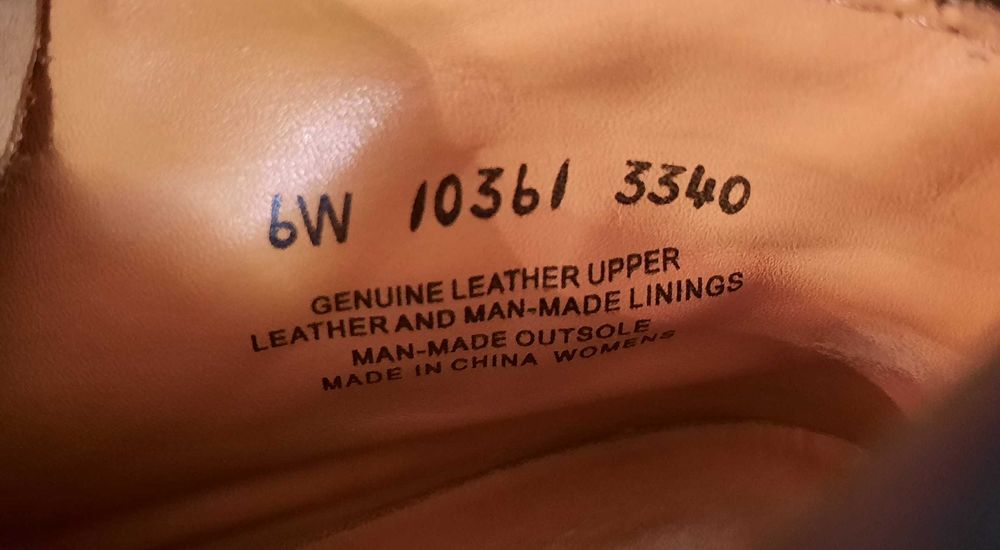 6W 10361 3340
GENUINE LEATHER UPPER
LEATHER AND MAN-MADE LININGS
MAN-MADE OUTSOLE
MADE IN CHINA WOMENS